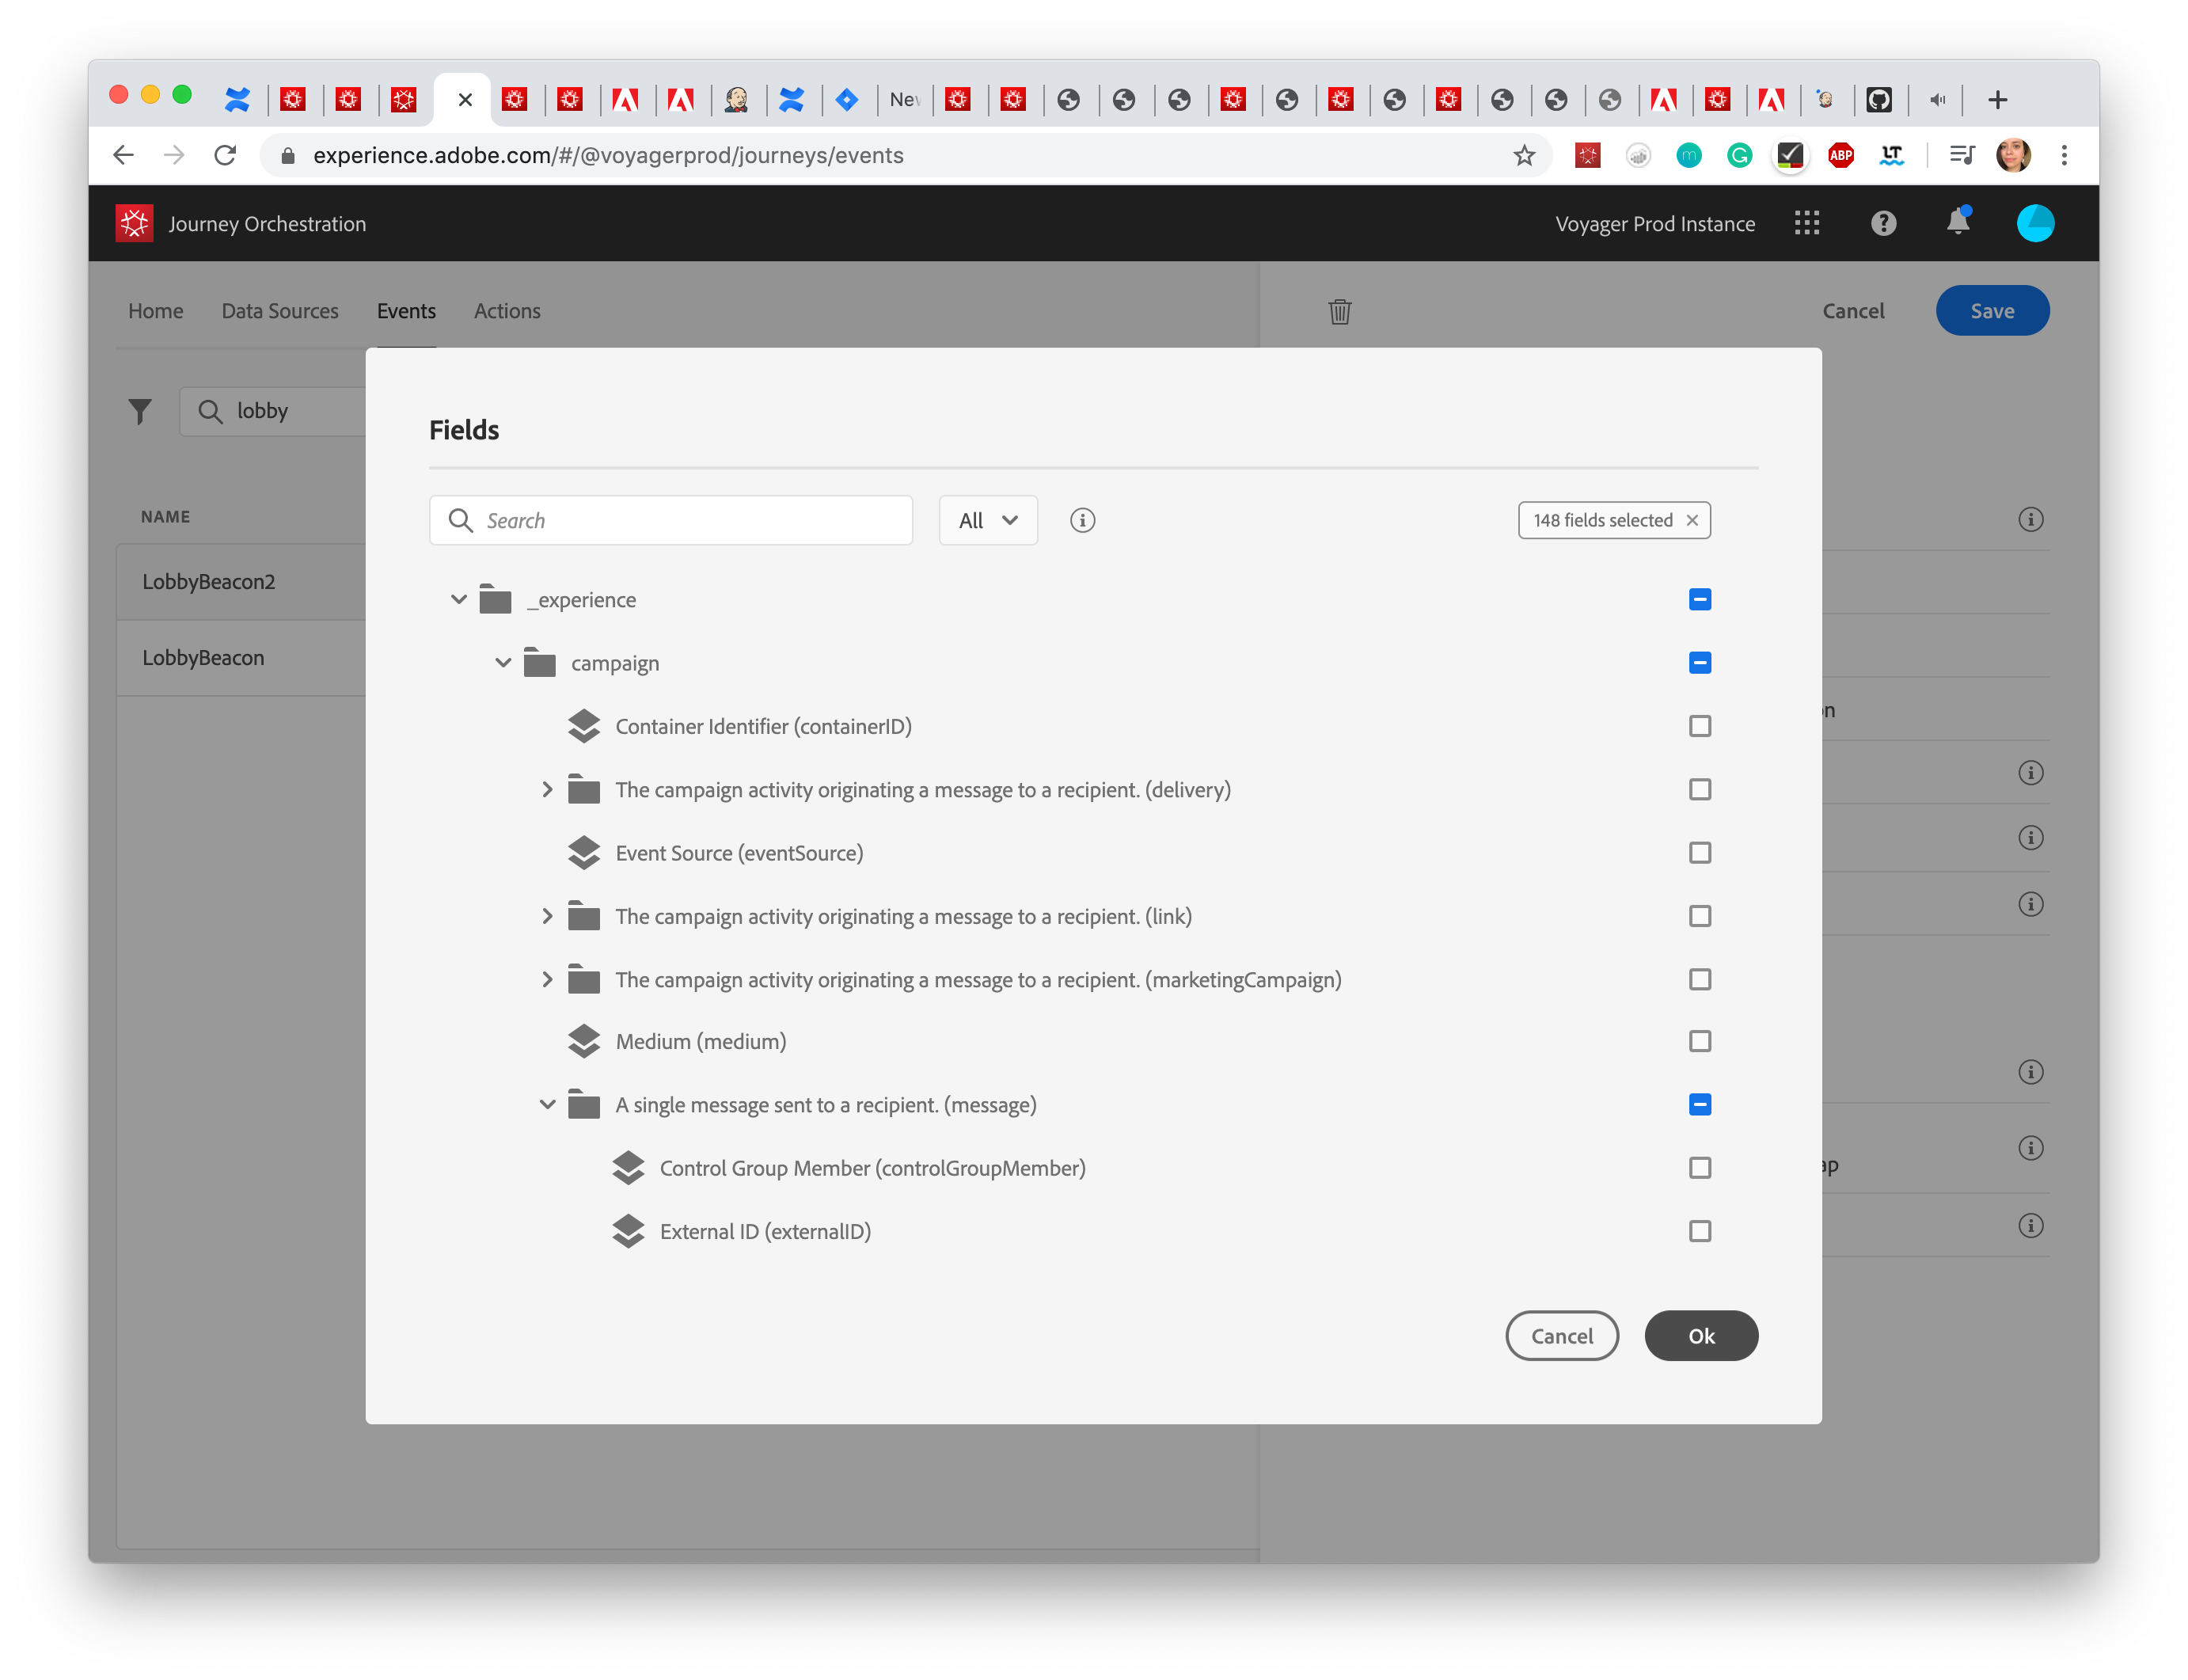 New
experience.adobe.com/#/@voyagerprod/journeys/events
ABP
LT
Journey Orchestration
Voyager Prod Instance
Home
Data Sources
Events
Actions
Cancel
Save
lobby
NAME
LobbyBeacon2
LobbyBeacon
Fields
Search
All
148 fields selected
_experience
campaign
Container Identifier (containerID)
The campaign activity originating a message to a recipient. (delivery)
Event Source (eventSource)
The campaign activity originating a message to a recipient. (link)
The campaign activity originating a message to a recipient. (marketingCampaign)
Medium (medium)
A single message sent to a recipient. (message)
Control Group Member (controlGroupMember)
External ID (externalID)
Cancel
Ok